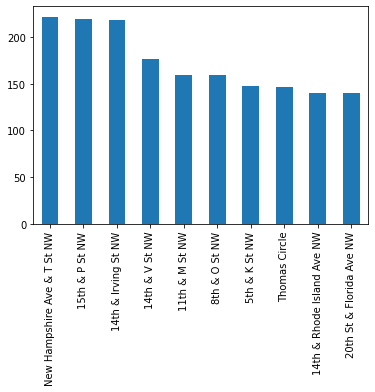 200
150
100
50
0
New Hampshire Ave & T St NW
15th & P St NW
14th & Irving St NW
14th & V St NW
11th & M St NW
8th & O St NW
5th & K St NW
Thomas Circle
14th & Rhode Island Ave NW
20th St & Florida Ave NW